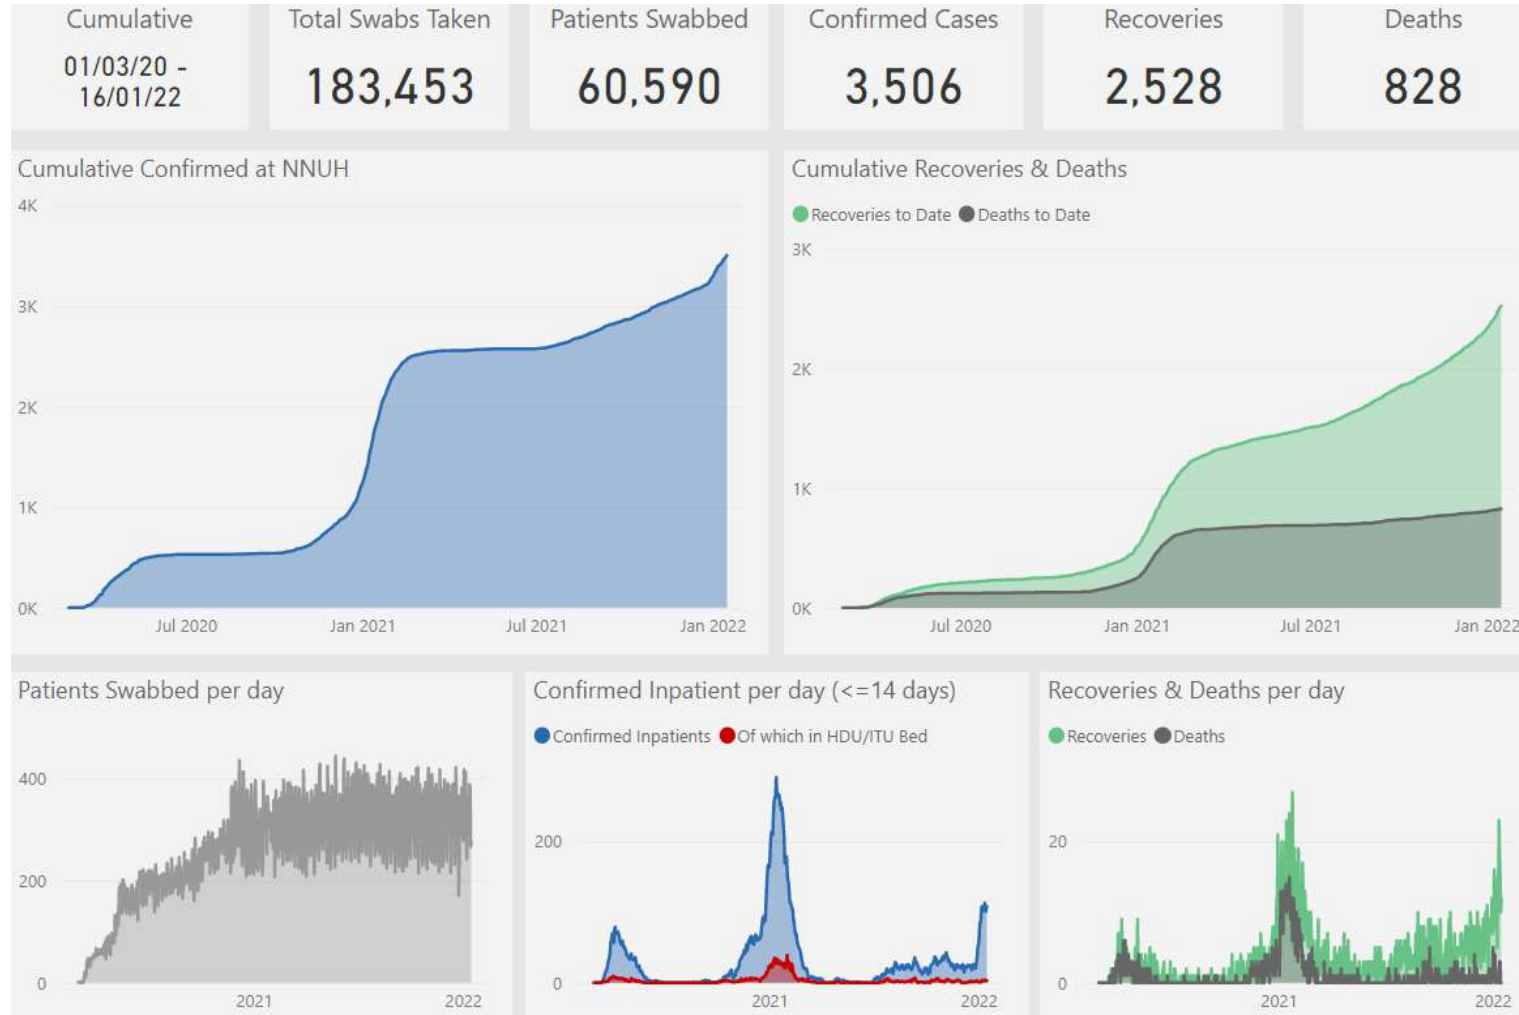 Cumulative
01/03/20 -
16/01/22
Total Swabs Taken
183,453
Patients Swabbed
60,590
Confirmed Cases
3,506
Recoveries
2,528
Deaths
828
Cumulative Confirmed at NNUH
4K
3K
2K
1K
0K
Jul 2020 Jan 2021 Jul 2021 Jan 2022
Cumulative Recoveries & Deaths
Recoveries to Date Deaths to Date
3K
2K
1K
0K
Jul 2020 Jan 2021 Jul 2021 Jan 2022
Patients Swabbed per day
400
200
0
2021 2022
Confirmed Inpatient per day (<=14 days)
Confirmed Inpatients Of which in HDU/ITU Bed
200
0
2021 2022
Recoveries & Deaths per day
Recoveries Deaths
20
0
2021 2022